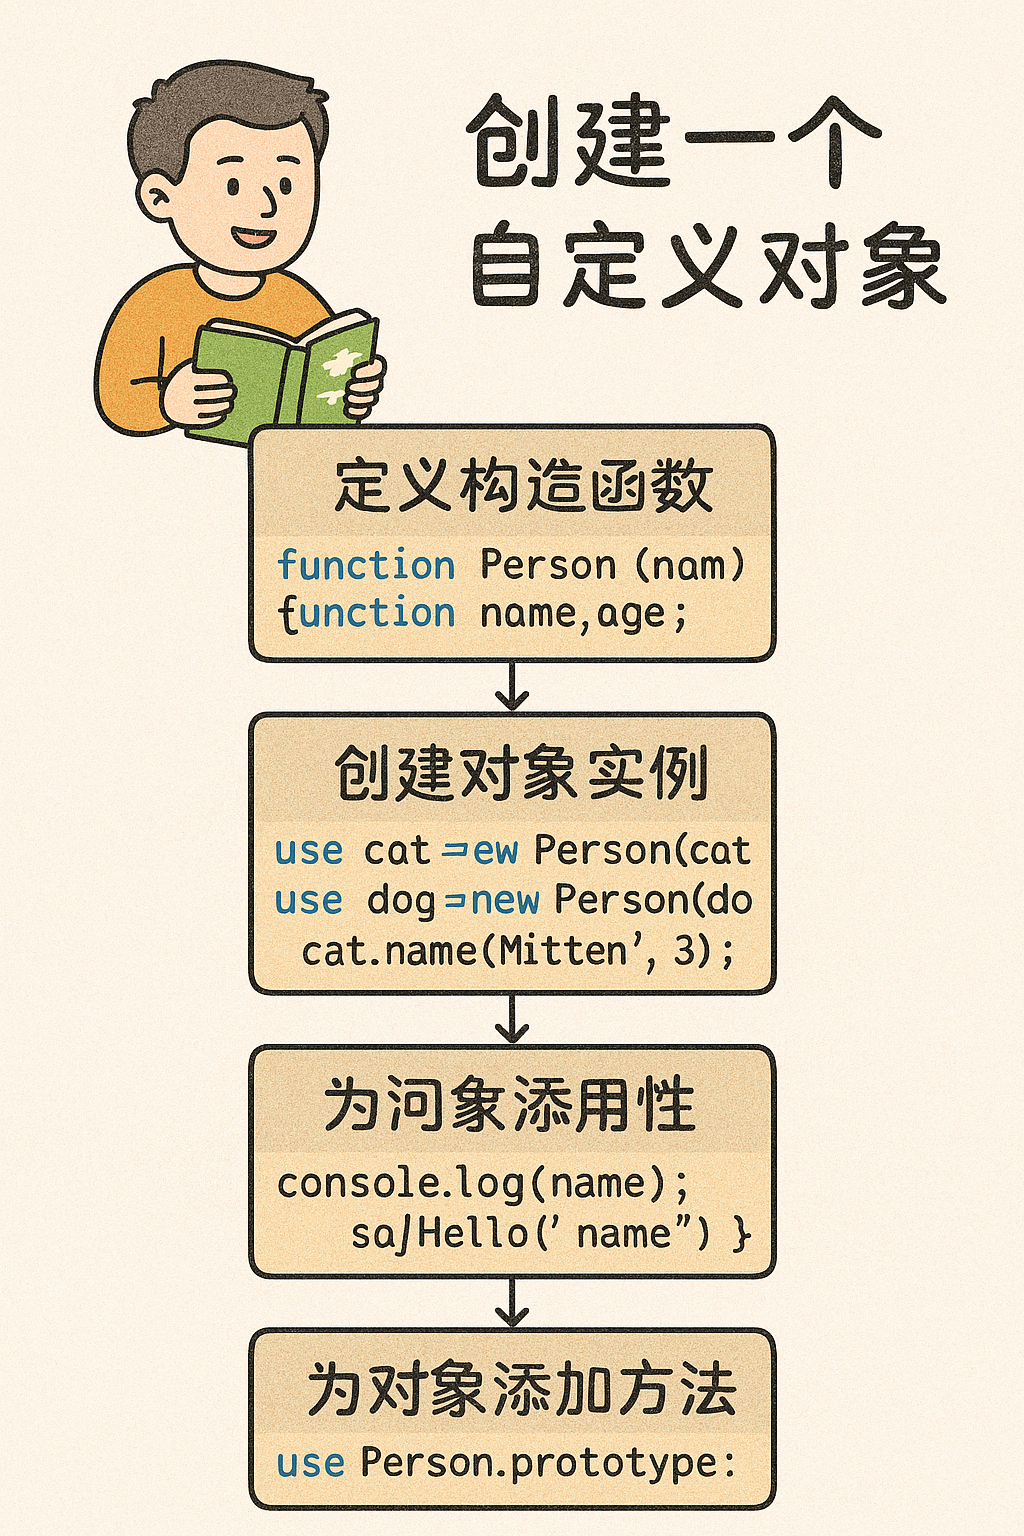 创建一个
自定义对象
定义构造函数
function Person (nam)
{unction name,age;
创建对象实例
use cat =ew Person(cat
use dog=new Person(do
cat.name(Mitten’, 3);
为问象添用性
console.log(name);
sa/Hello(’ name”) }
为对象添加方法
use Person.prototype: